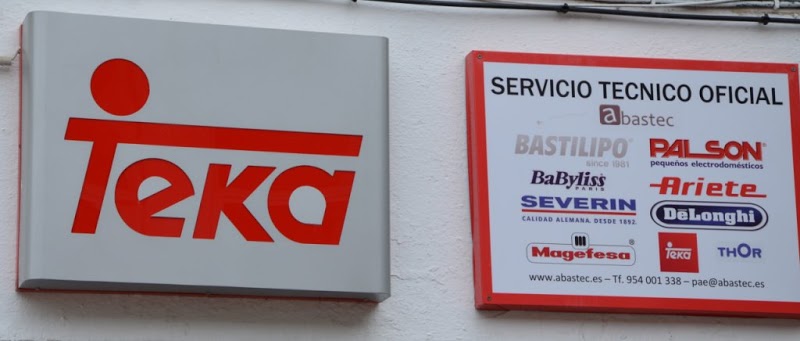 Teka
SERVICIO TECNICO OFICIAL
a abastec
BASTILIPO®
since 1981
PALSON®
pequeños electrodomésticos
BaByliss
PARIS
Ariete
SEVERIN
CALIDAD ALEMANA. DESDE 1892.
DeLonghi
Magefesa®
TEKA
THOR
www.abastec.es – Tf. 954 001 338 – pae@abastec.es